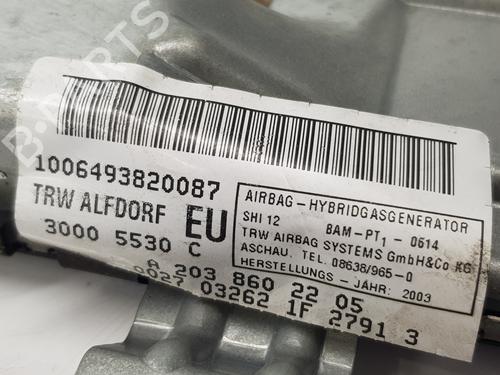 B-PARTS
1006493820087
TRW ALFDORF EU
3000 5530 C
AIRBAG - HYBRIDGASGENERATOR
SHI 12 BAM-PT1 - 0614
TRW AIRBAG SYSTEMS GmbH&Co KG
ASCHAU. TEL. 08638/965-0
HERSTELLUNGS - JAHR: 2003
A 203 860 22 05
0027 03262 1F 2791 3